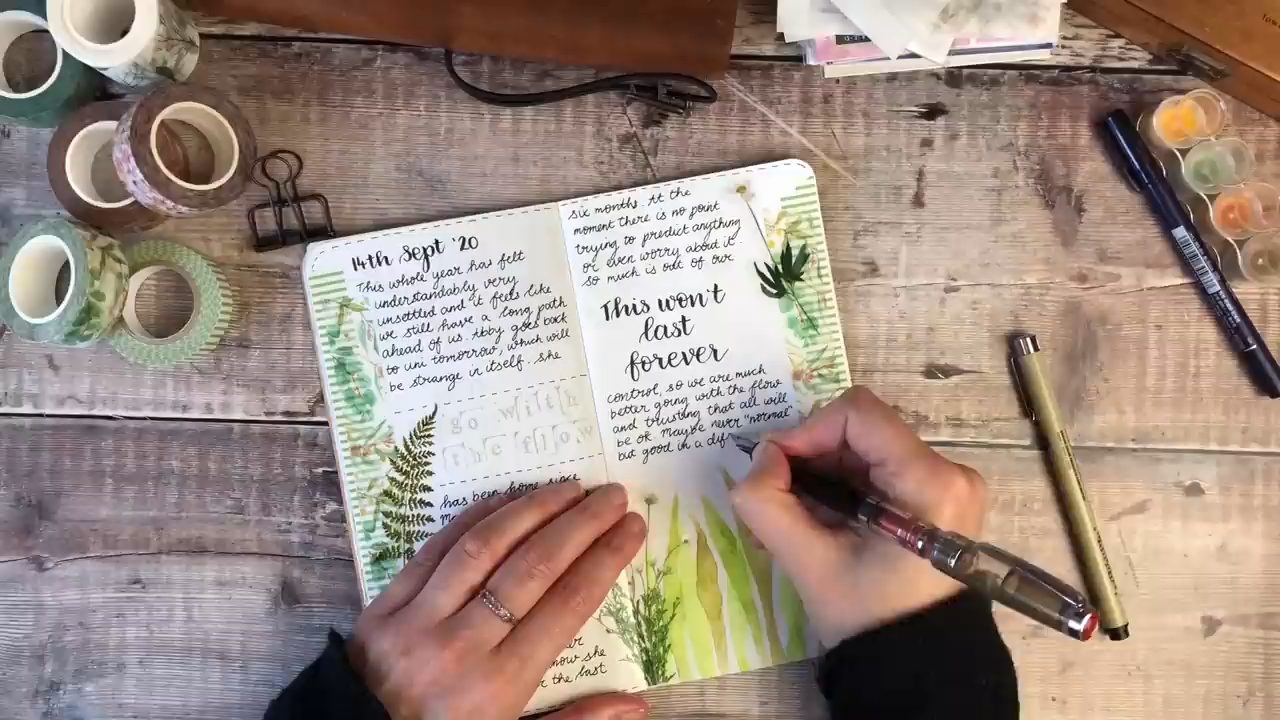 14th Sept '20
This whole year has felt
understandably very
unsettled and it feels like
we still have a long path
ahead of us. Abby goes back
to uni tomorrow, which will
be strange in itself. She
go with
the flow
has been home since
now she
the last
six months. At the
moment there is no point
trying to predict anything
or even worry about it.
So much is out of our
This won't
last
forever
control, so we are much
better going with the flow
and trusting that all will
be ok. Maybe never "normal"
but good in a dif